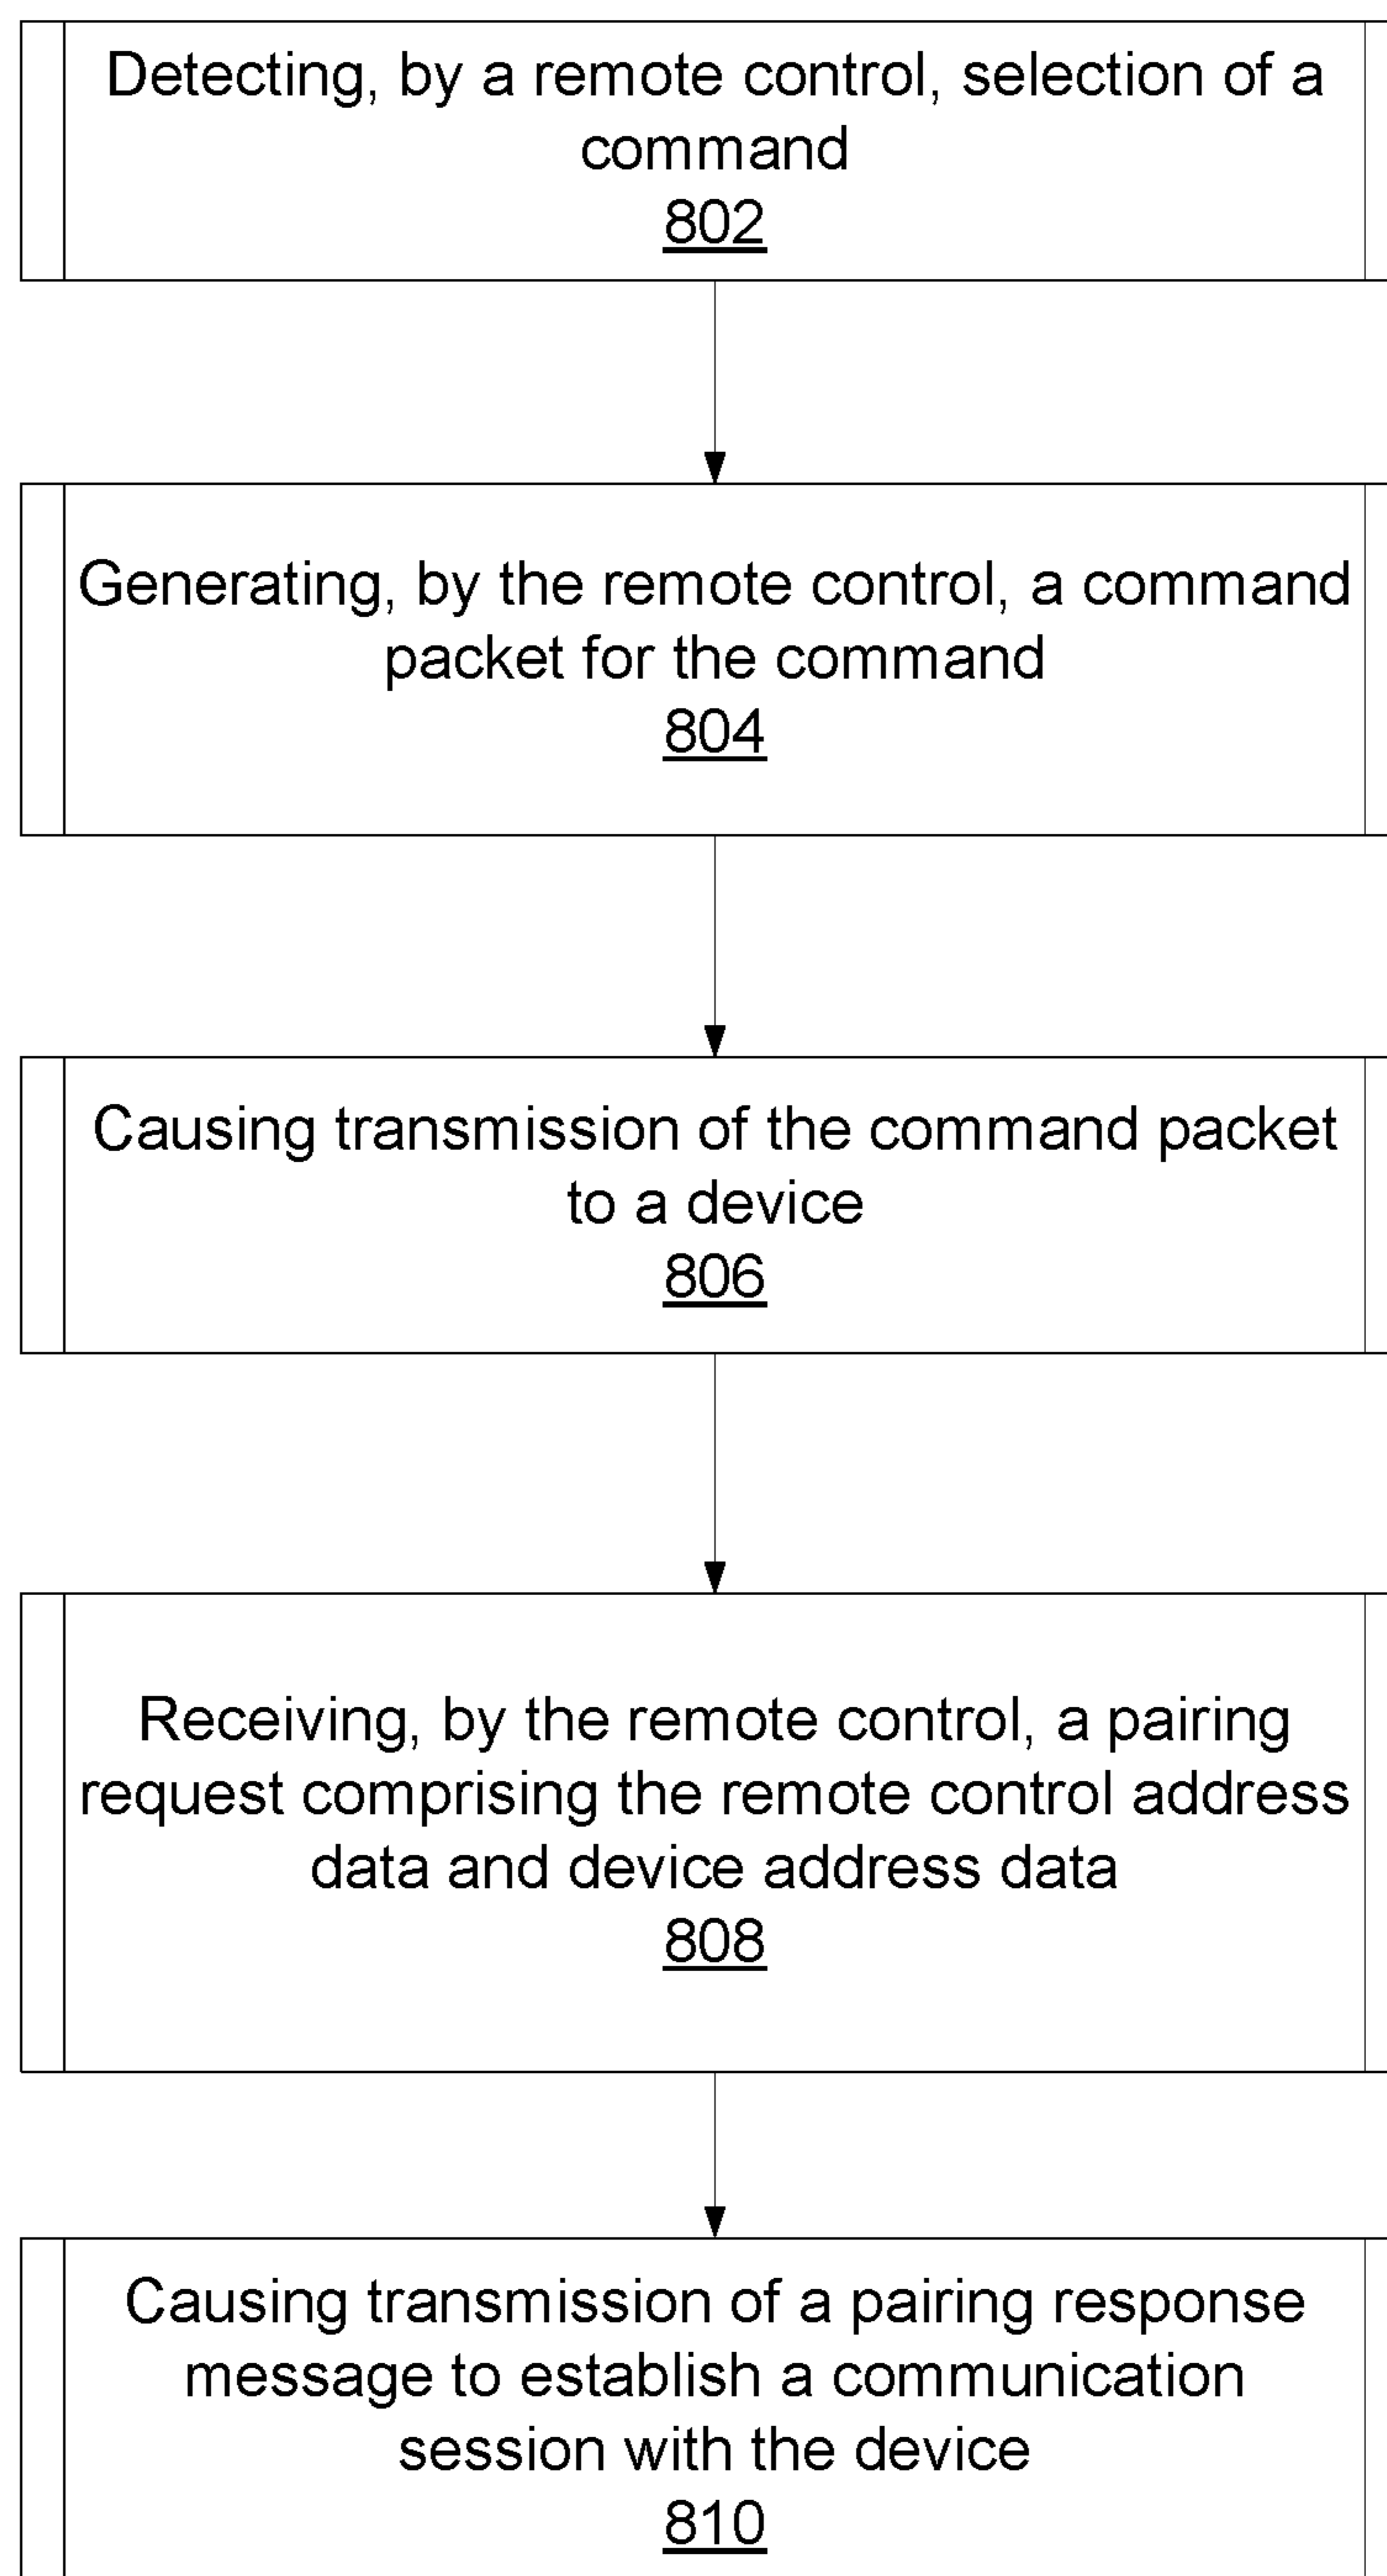 Detecting, by a remote control, selection of a
command
802
Generating, by the remote control, a command
packet for the command
804
Causing transmission of the command packet
to a device
806
Receiving, by the remote control, a pairing
request comprising the remote control address
data and device address data
808
Causing transmission of a pairing response
message to establish a communication
session with the device
810